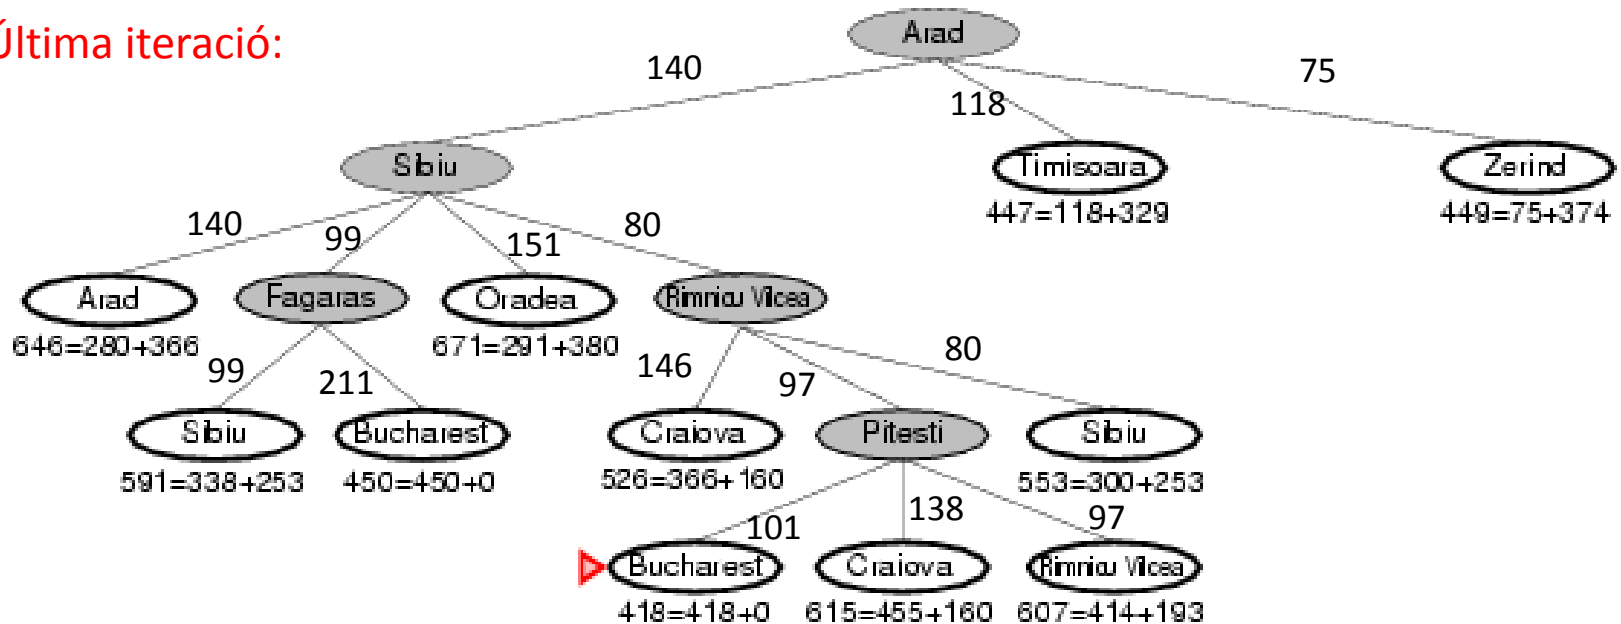 Última iteració:
Arad
140
118
75
Sibiu
Timisoara
Zerind
447=118+329
449=75+374
140
99
151
80
Arad
Fagaras
Oradea
Rimnicu Vilcea
646=280+366
671=291+380
99
211
146
97
80
Sibiu
Bucharest
Craiova
Pitesti
Sibiu
591=338+253
450=450+0
526=366+160
553=300+253
101
138
97
Bucharest
Craiova
Rimnicu Vilcea
418=418+0
615=455+160
607=414+193